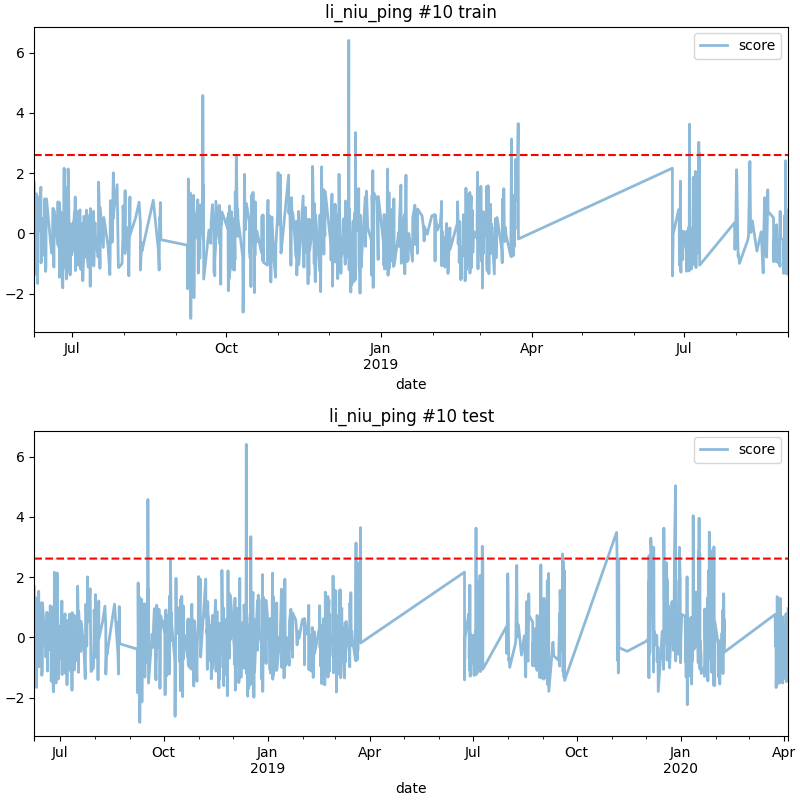 li_niu_ping #10 train
score
6
4
2
0
−2
Jul Oct Jan Apr Jul
2019
date
li_niu_ping #10 test
score
6
4
2
0
−2
Jul Oct Jan Apr Jul Oct Jan Apr
2019 2020
date